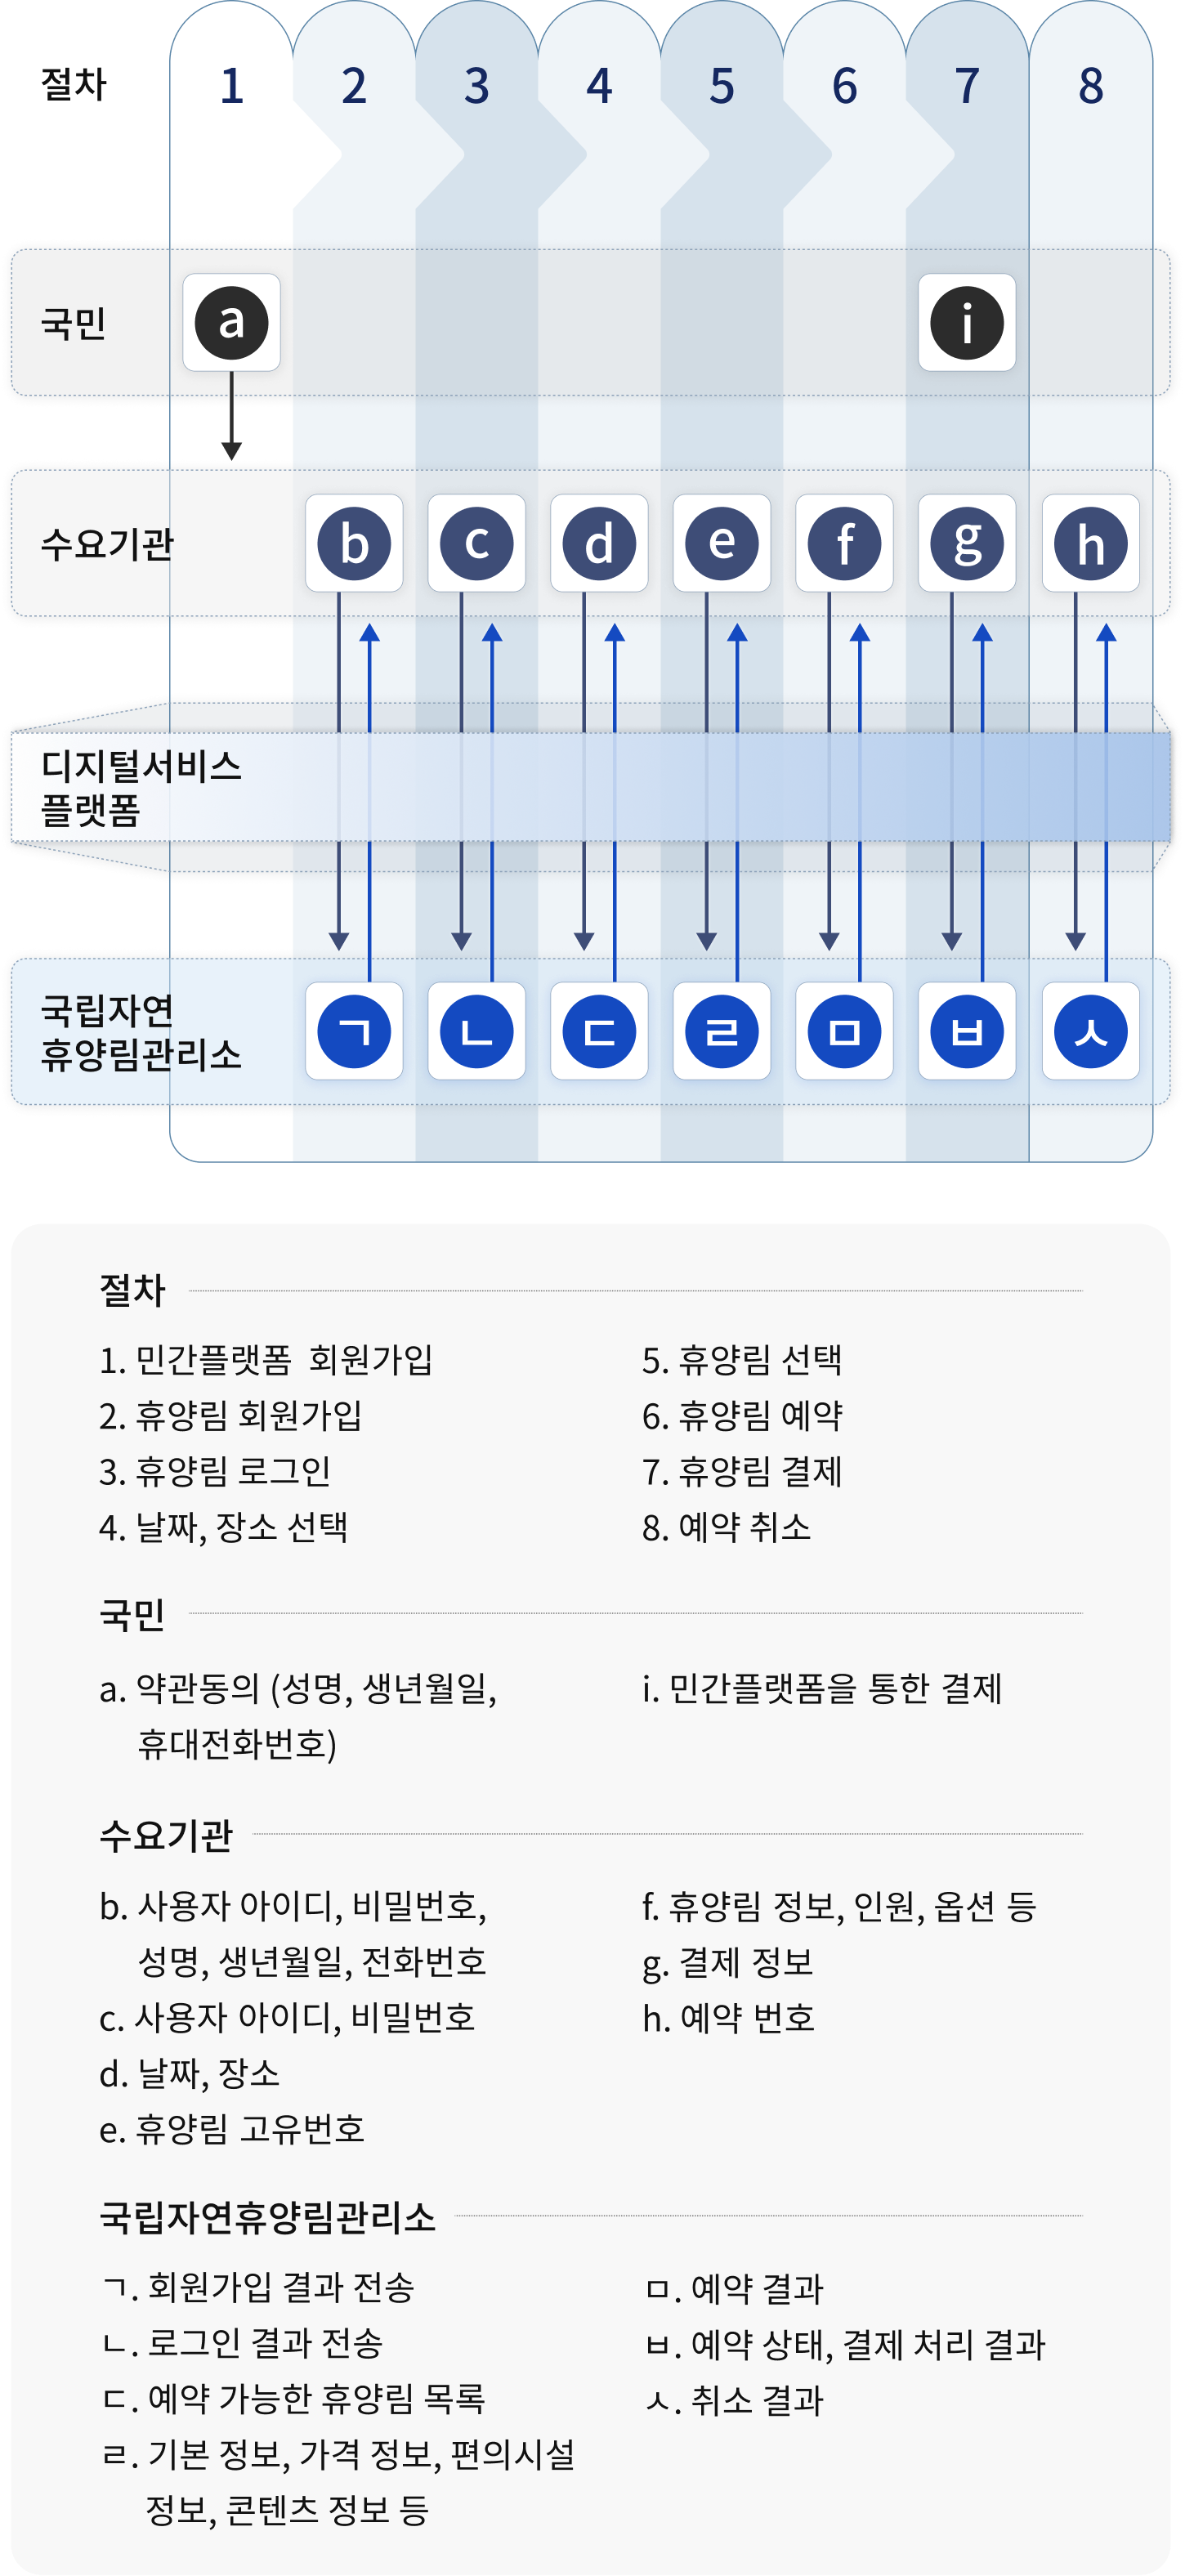 절차 1 2 3 4 5 6 7 8
국민 a i
수요기관 b c d e f g h
디지털서비스
플랫폼
국립자연
휴양림관리소
ㄱ ㄴ ㄷ ㄹ ㅁ ㅂ ㅅ
절차
1. 민간플랫폼 회원가입
2. 휴양림 회원가입
3. 휴양림 로그인
4. 날짜, 장소 선택
5. 휴양림 선택
6. 휴양림 예약
7. 휴양림 결제
8. 예약 취소
국민
a. 약관동의 (성명, 생년월일,
휴대전화번호)
i. 민간플랫폼을 통한 결제
수요기관
b. 사용자 아이디, 비밀번호,
성명, 생년월일, 전화번호
c. 사용자 아이디, 비밀번호
d. 날짜, 장소
e. 휴양림 고유번호
f. 휴양림 정보, 인원, 옵션 등
g. 결제 정보
h. 예약 번호
국립자연휴양림관리소
ㄱ. 회원가입 결과 전송
ㄴ. 로그인 결과 전송
ㄷ. 예약 가능한 휴양림 목록
ㄹ. 기본 정보, 가격 정보, 편의시설
정보, 콘텐츠 정보 등
ㅁ. 예약 결과
ㅂ. 예약 상태, 결제 처리 결과
ㅅ. 취소 결과